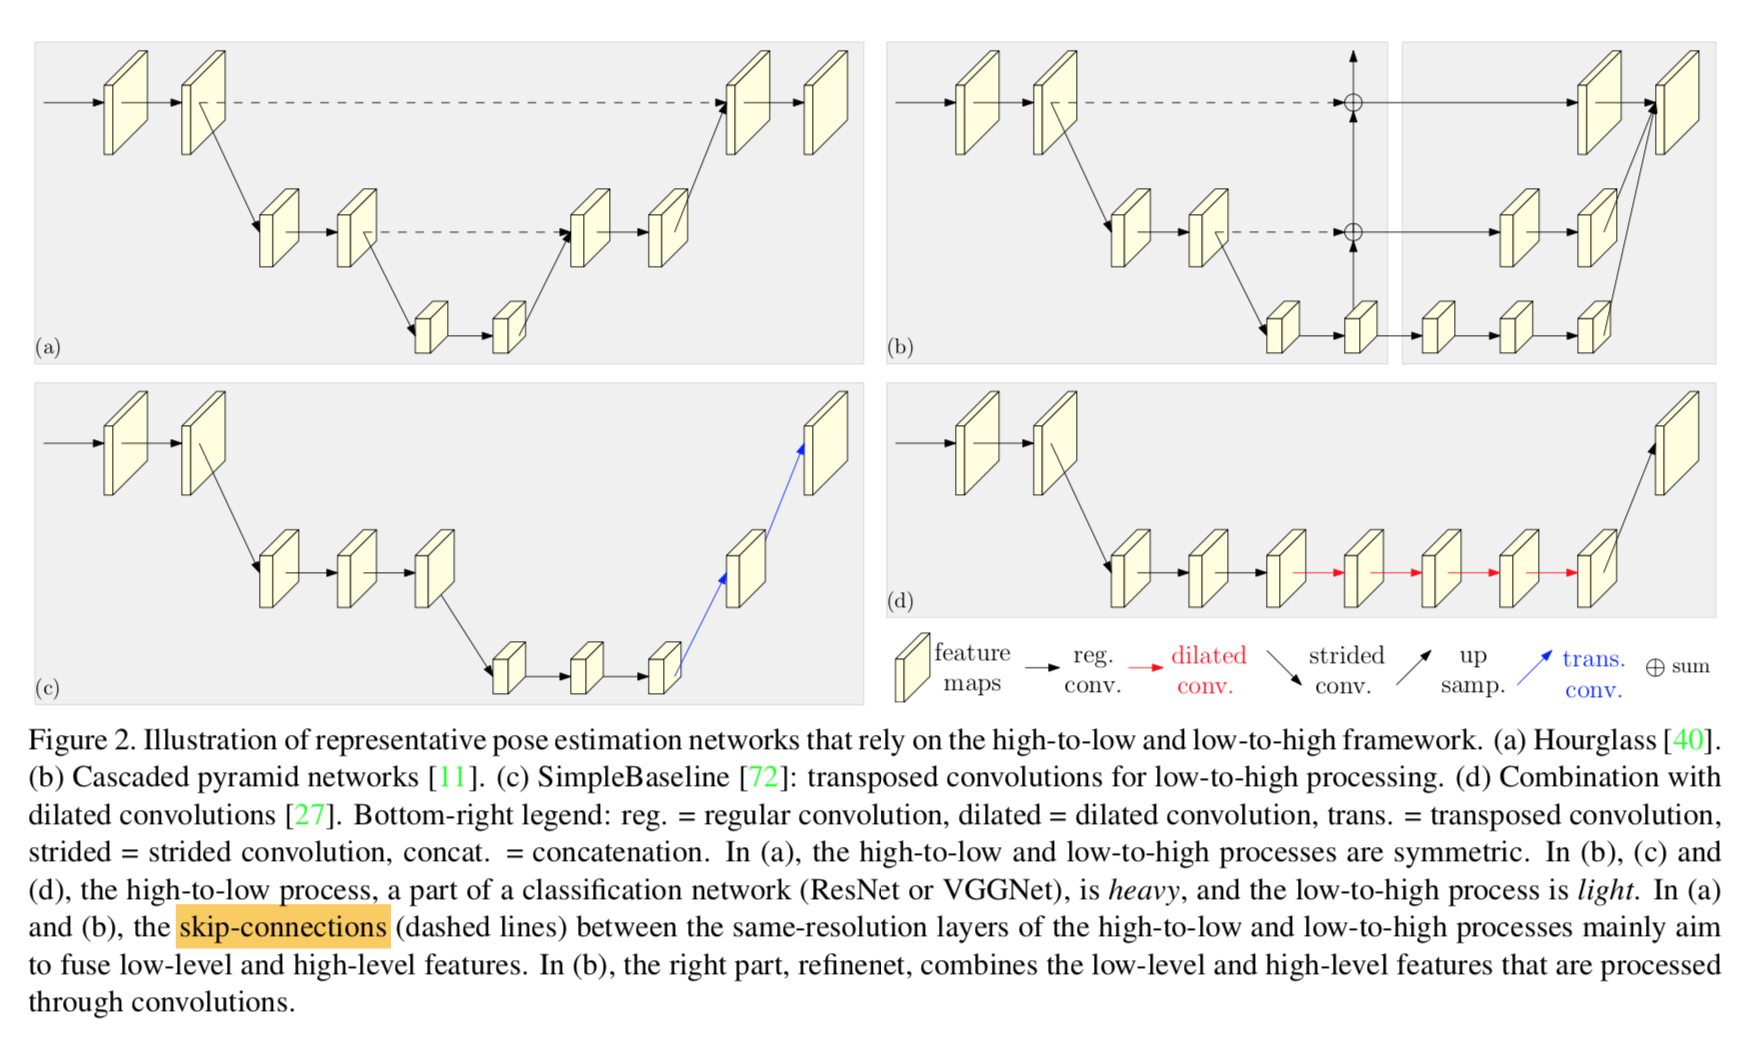 (a)
(b)
(c)
(d)
feature
maps
reg.
conv.
dilated
conv.
strided
conv.
up
samp.
trans.
conv.
sum
Figure 2. Illustration of representative pose estimation networks that rely on the high-to-low and low-to-high framework. (a) Hourglass [40].
(b) Cascaded pyramid networks [11]. (c) SimpleBaseline [72]: transposed convolutions for low-to-high processing. (d) Combination with
dilated convolutions [27]. Bottom-right legend: reg. = regular convolution, dilated = dilated convolution, trans. = transposed convolution,
strided = strided convolution, concat. = concatenation. In (a), the high-to-low and low-to-high processes are symmetric. In (b), (c) and
(d), the high-to-low process, a part of a classification network (ResNet or VGGNet), is heavy, and the low-to-high process is light. In (a)
and (b), the skip-connections (dashed lines) between the same-resolution layers of the high-to-low and low-to-high processes mainly aim
to fuse low-level and high-level features. In (b), the right part, refinenet, combines the low-level and high-level features that are processed
through convolutions.